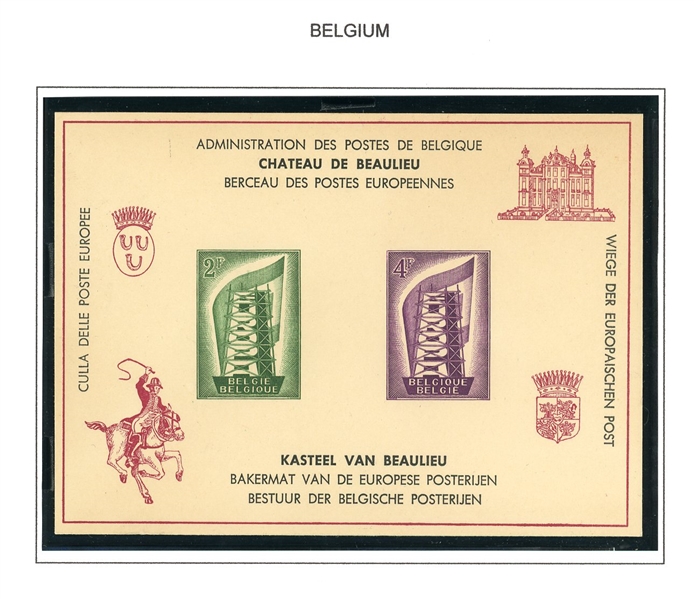 BELGIUM
ADMINISTRATION DES POSTES DE BELGIQUE
CHATEAU DE BEAULIEU
BERCEAU DES POSTES EUROPEENNES
CULLA DELLE POSTE EUROPEE
WIEGE DER EUROPAISCHEN POST
2F
EUROPA
BELGIE
BELGIQUE
4F
EUROPA
BELGIQUE
BELGIE
KASTEEL VAN BEAULIEU
BAKERMAT VAN DE EUROPESE POSTERIJEN
BESTUUR DER BELGISCHE POSTERIJEN